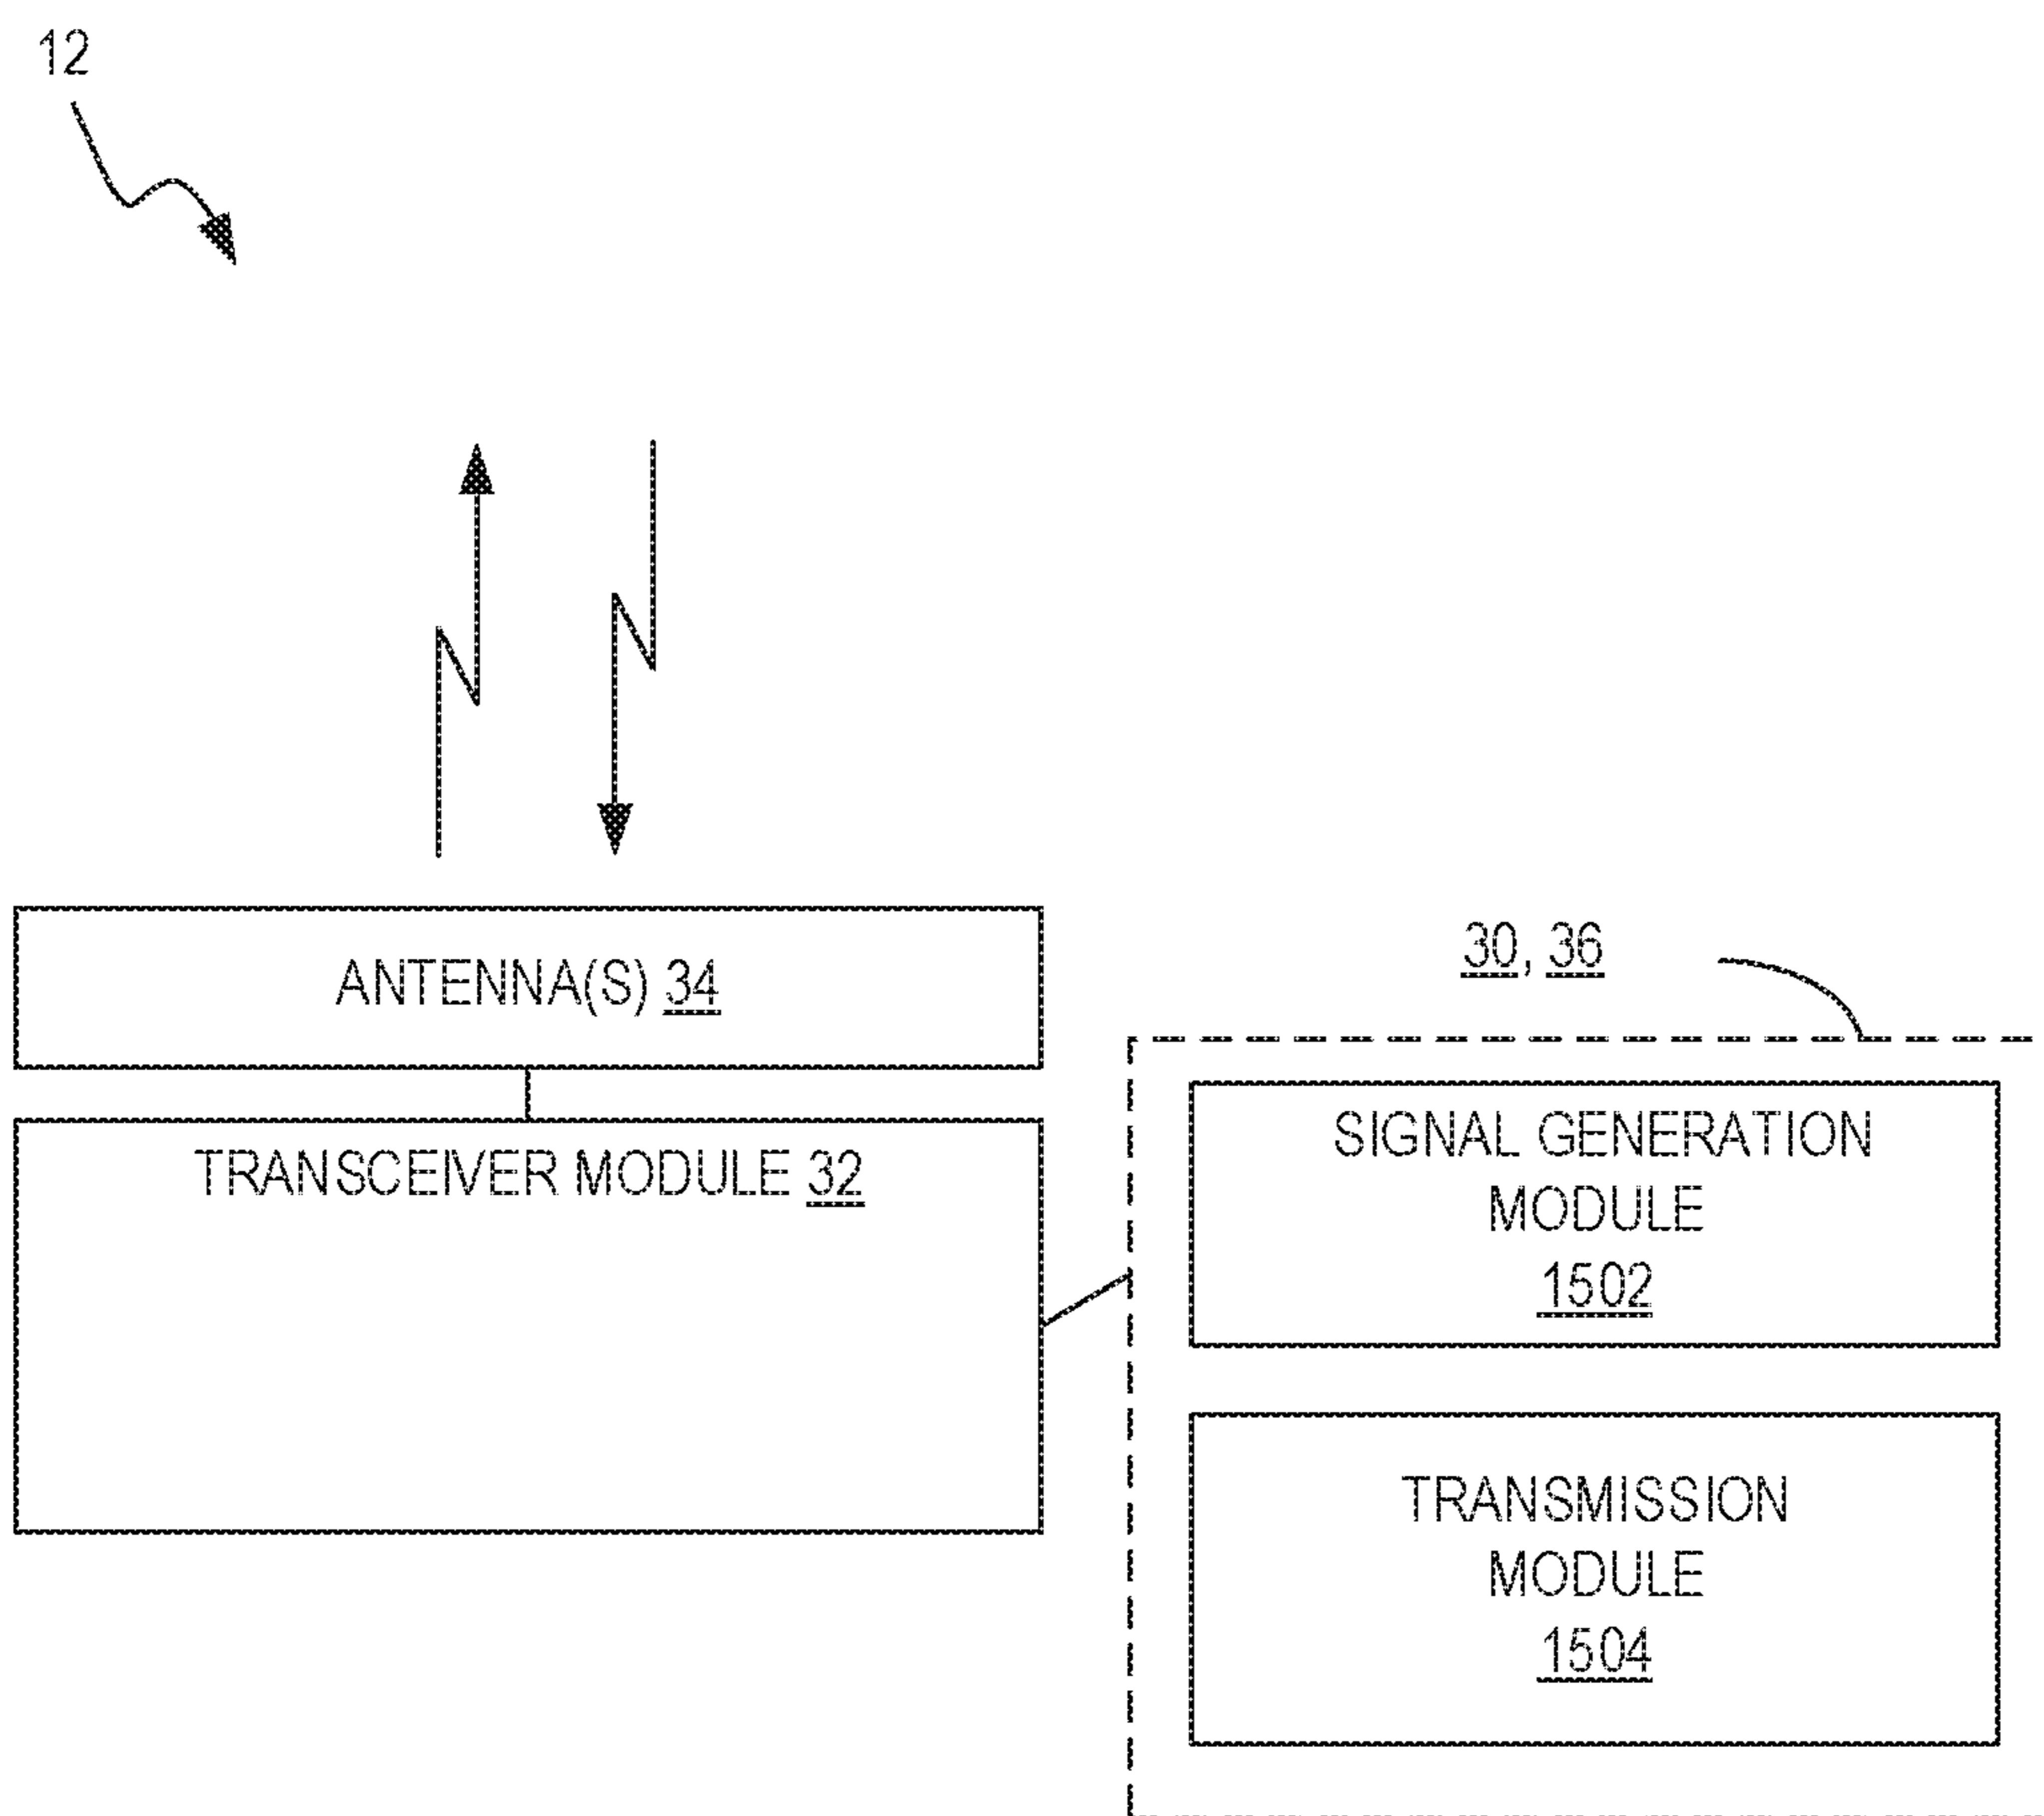 12
ANTENNA(S) 34
30, 36
TRANSCEIVER MODULE 32
SIGNAL GENERATION
MODULE
1502
TRANSMISSION
MODULE
1504